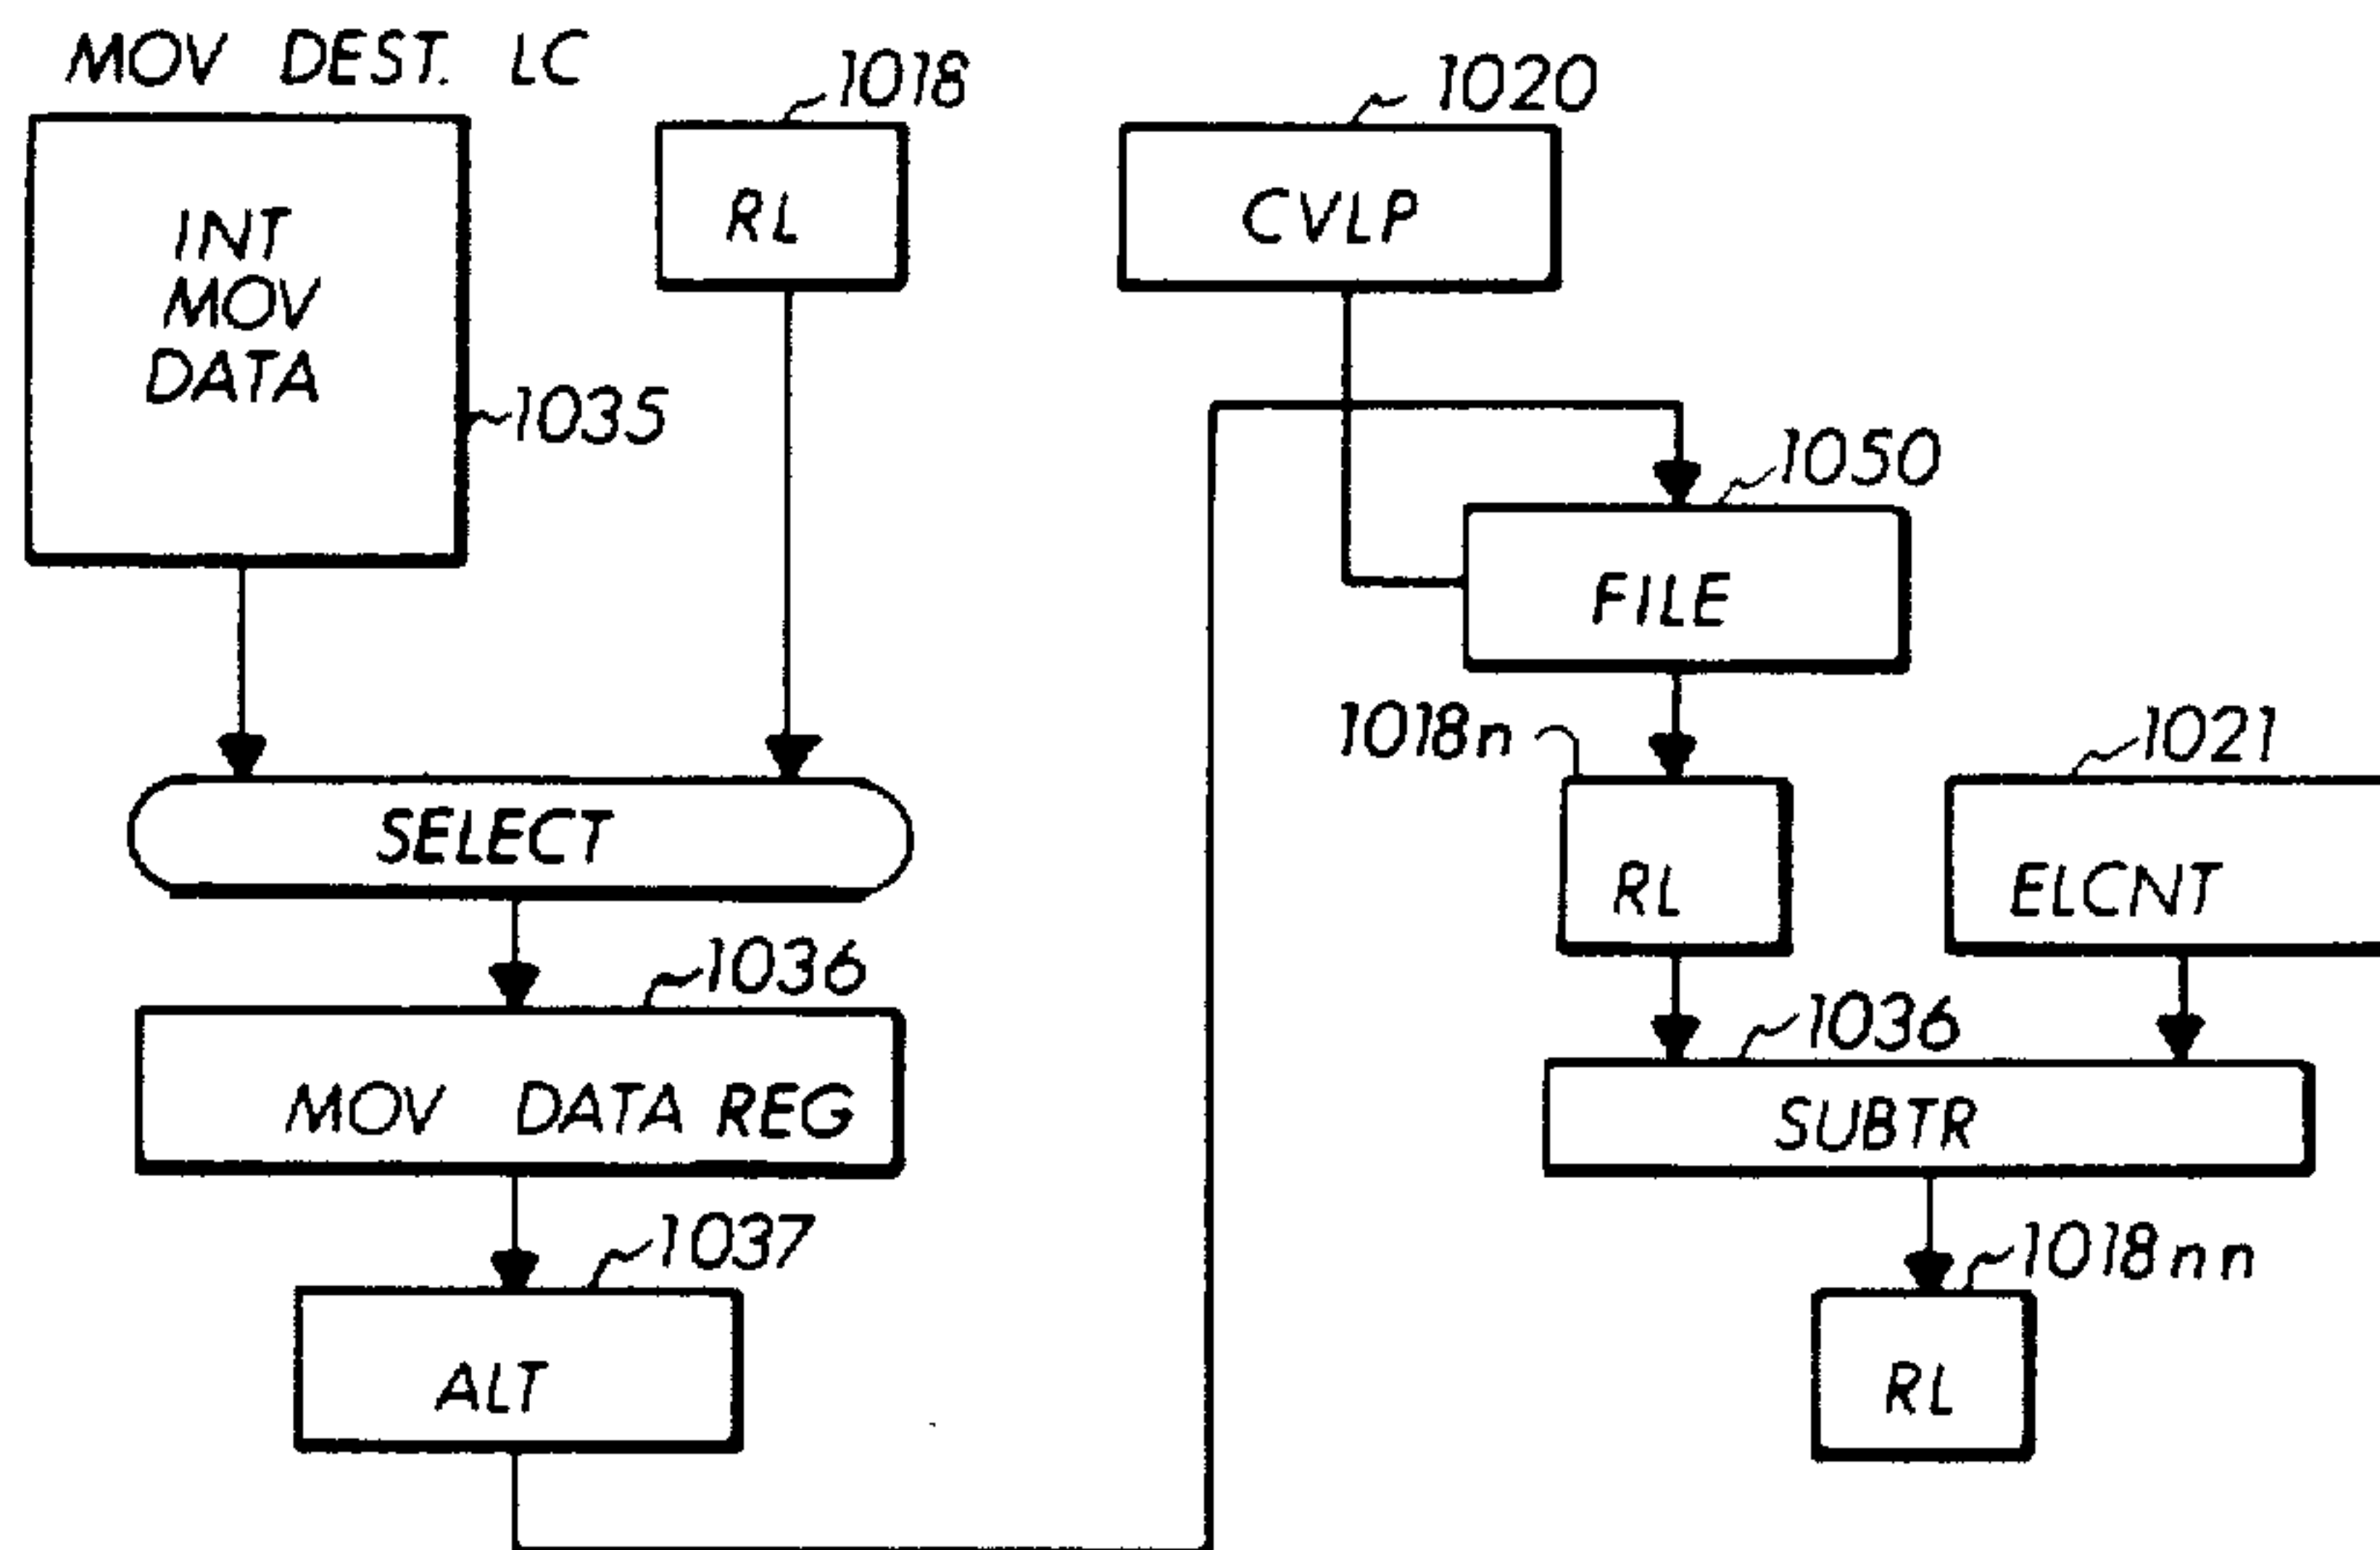 MOV DEST. LC
1018
1020
INT
MOV
DATA
RL
CVLP
1035
1050
FILE
1018n
1021
SELECT
RL
ELCNT
1036
1036
MOV DATA REG
SUBTR
1037
1018nn
ALT
RL